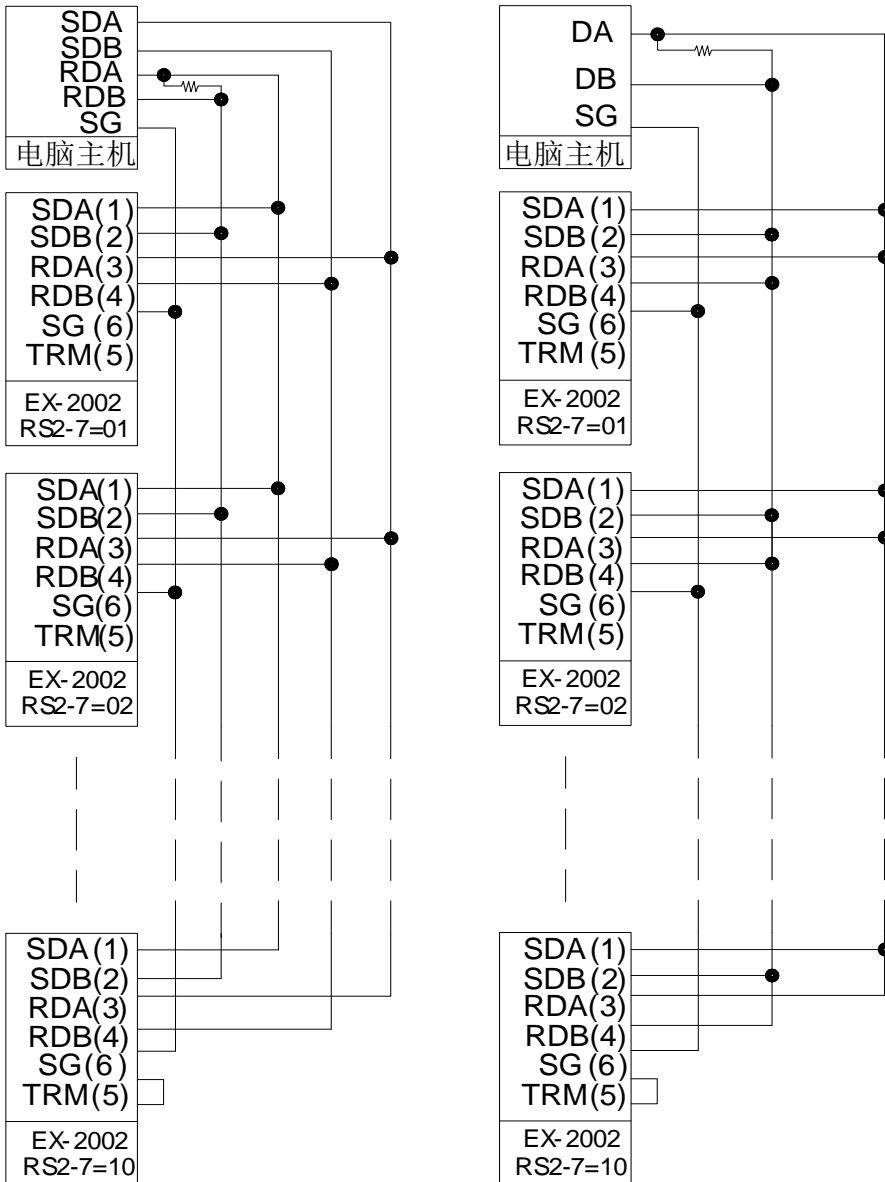 SDA
SDB
RDA
RDB
SG
电脑主机
SDA(1)
SDB(2)
RDA(3)
RDB(4)
SG (6)
TRM(5)
EX-2002
RS2-7=01
SDA(1)
SDB(2)
RDA(3)
RDB(4)
SG(6)
TRM(5)
EX-2002
RS2-7=02
SDA(1)
SDB(2)
RDA(3)
RDB(4)
SG(6)
TRM(5)
EX-2002
RS2-7=10
DA
DB
SG
电脑主机
SDA(1)
SDB(2)
RDA(3)
RDB(4)
SG(6)
TRM(5)
EX-2002
RS2-7=01
SDA(1)
SDB(2)
RDA(3)
RDB(4)
SG(6)
TRM(5)
EX-2002
RS2-7=02
SDA(1)
SDB(2)
RDA(3)
RDB(4)
SG(6)
TRM(5)
EX-2002
RS2-7=10